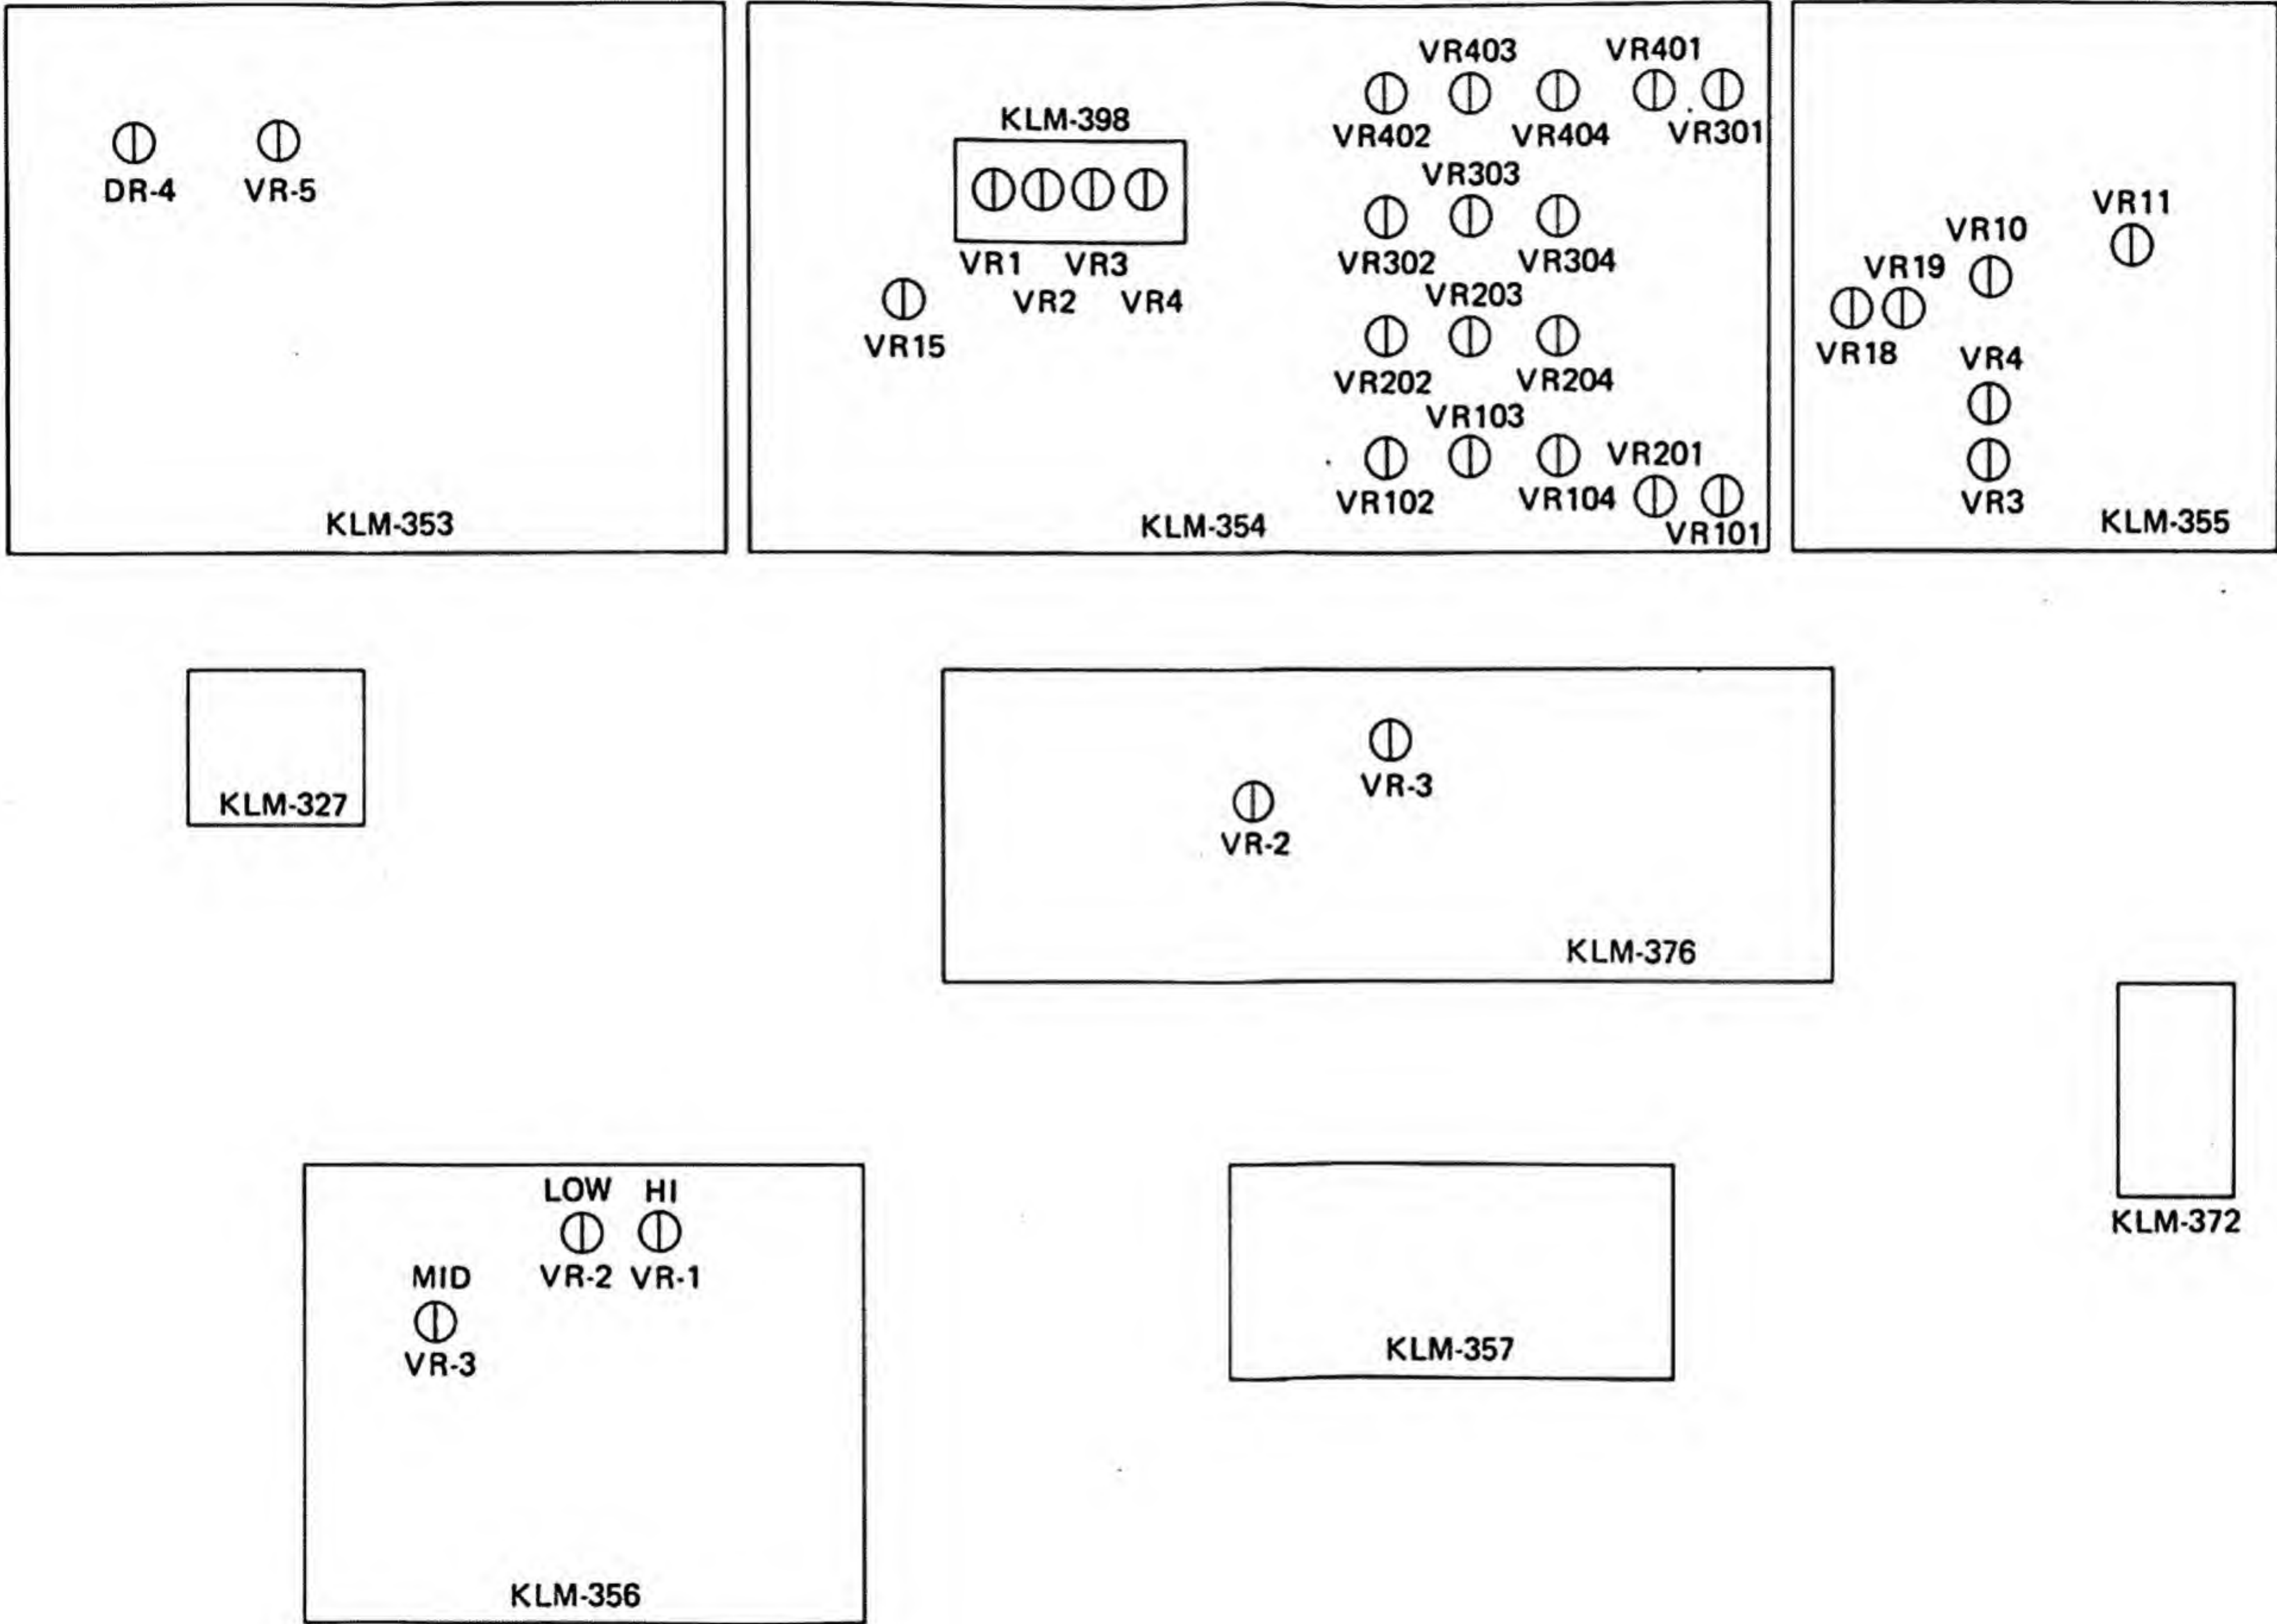 DR-4
VR-5
KLM-353
KLM-398
VR1
VR3
VR2
VR4
VR15
VR403
VR401
VR402
VR404
VR301
VR303
VR302
VR304
VR203
VR202
VR204
VR103
VR201
VR102
VR104
VR101
KLM-354
VR11
VR10
VR19
VR18
VR4
VR3
KLM-355
KLM-327
VR-3
VR-2
KLM-376
KLM-372
LOW HI
VR-2 VR-1
MID
VR-3
KLM-356
KLM-357